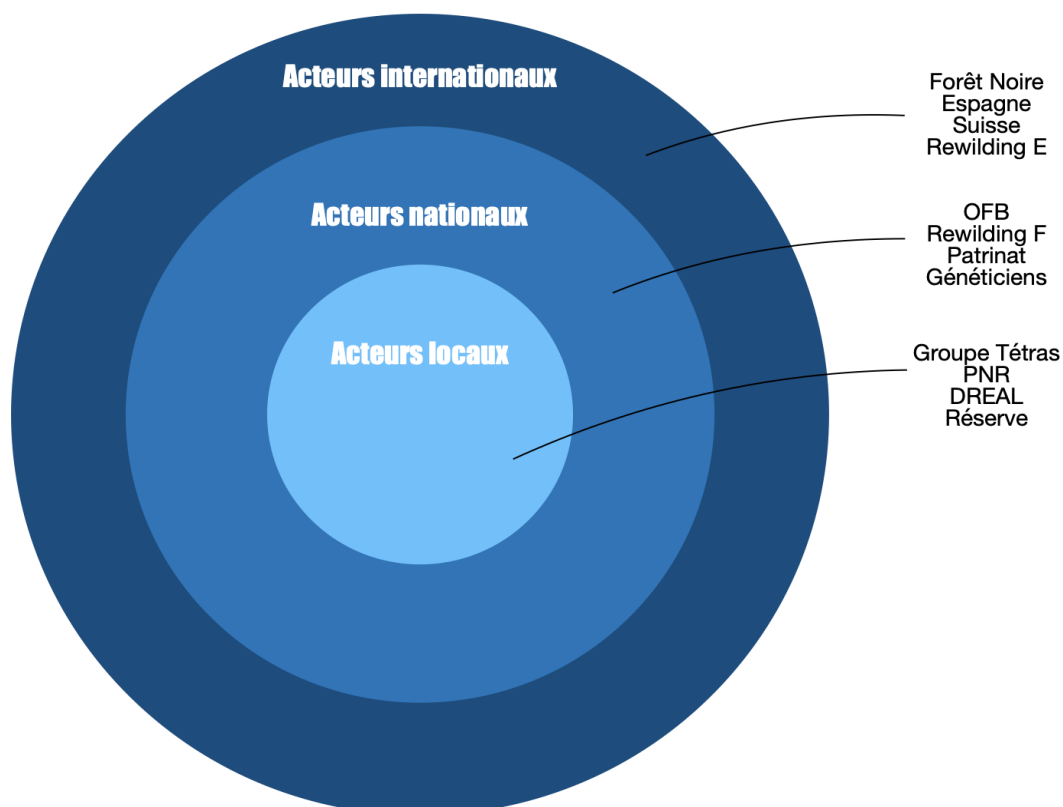 Acteurs internationaux
Forêt Noire
Espagne
Suisse
Rewilding E
Acteurs nationaux
OFB
Rewilding F
Patrinat
Généticiens
Acteurs locaux
Groupe Tétras
PNR
DREAL
Réserve